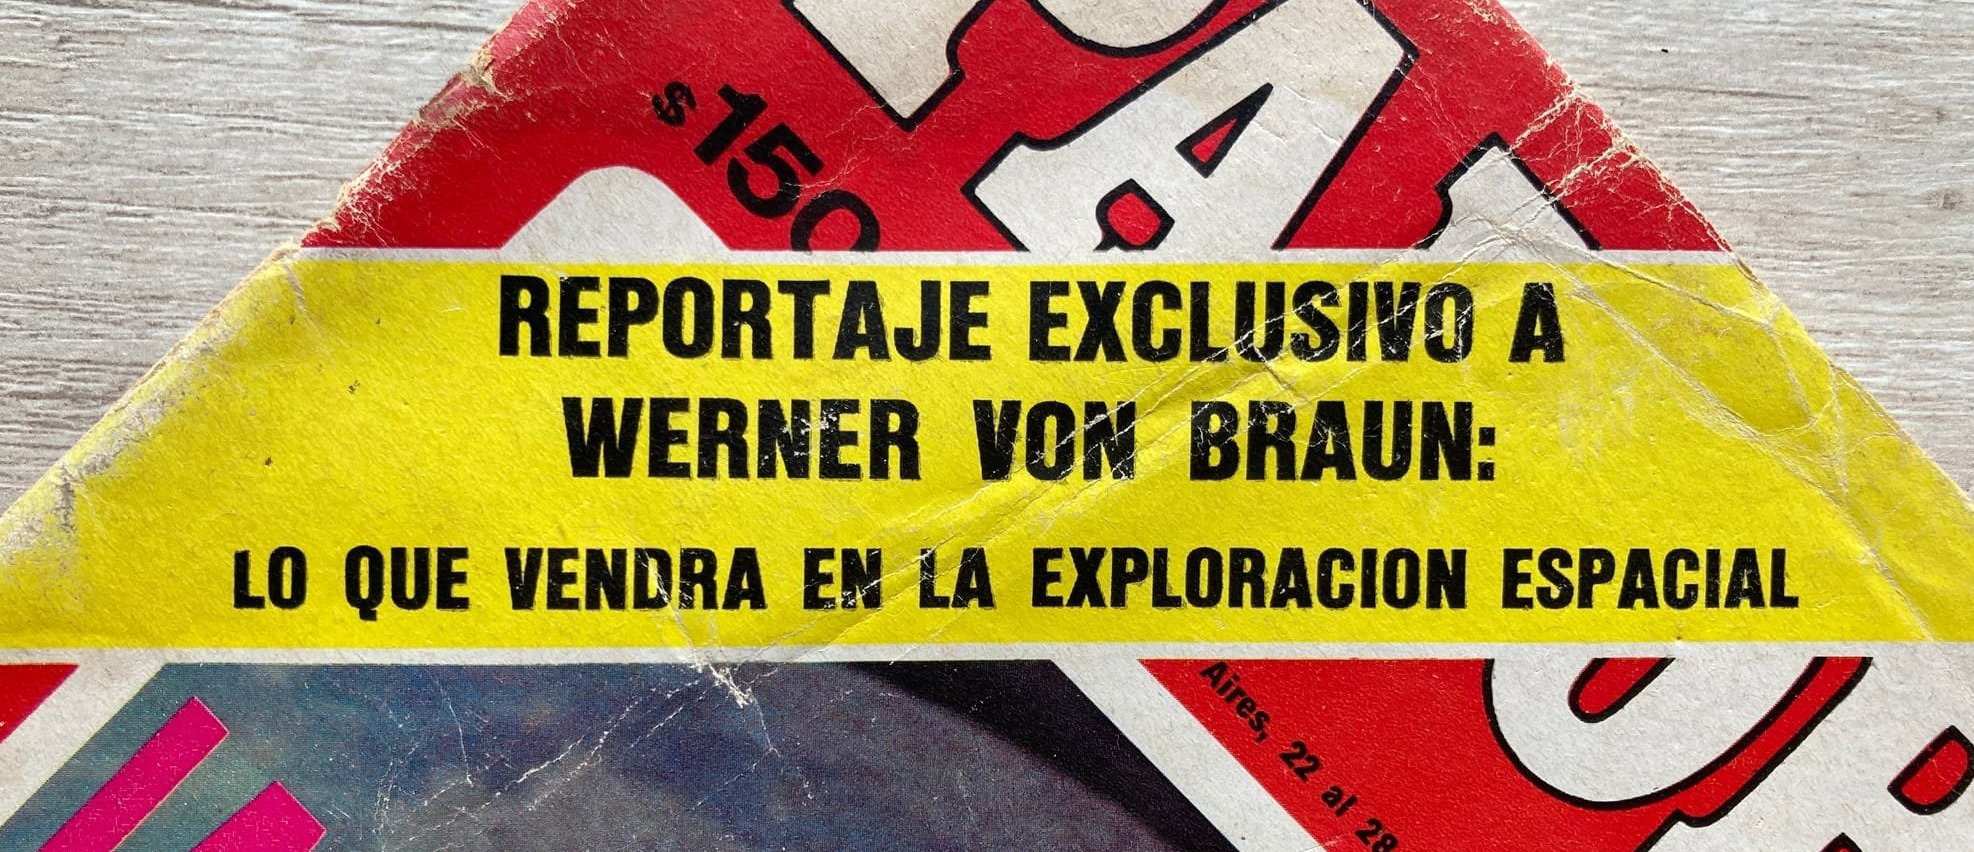 $150
REPORTAJE EXCLUSIVO A
WERNER VON BRAUN:
LO QUE VENDRA EN LA EXPLORACION ESPACIAL
Aires, 22 al 28